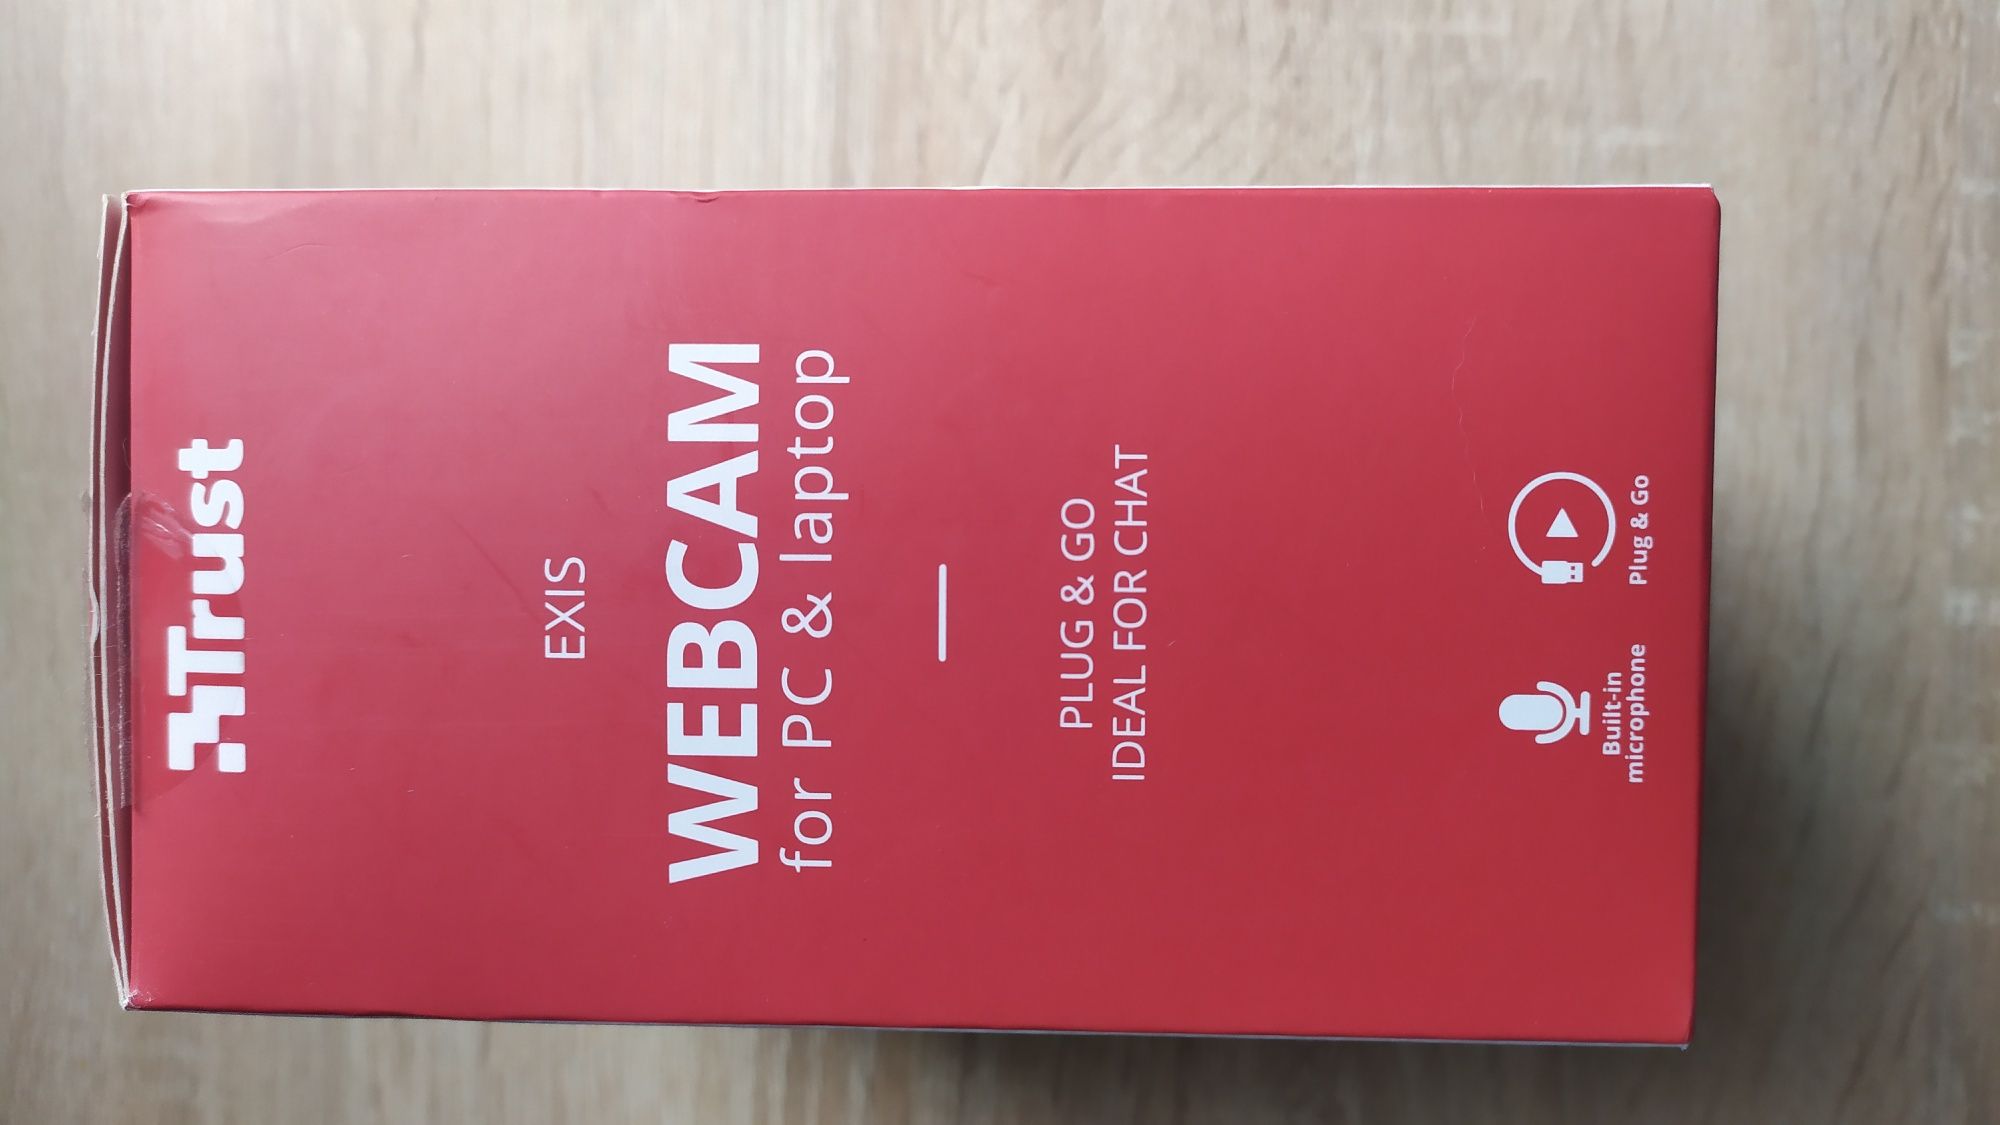 Trust
EXIS
WEBCAM
for PC & laptop
PLUG & GO
IDEAL FOR CHAT
Built-in
microphone
Plug & Go